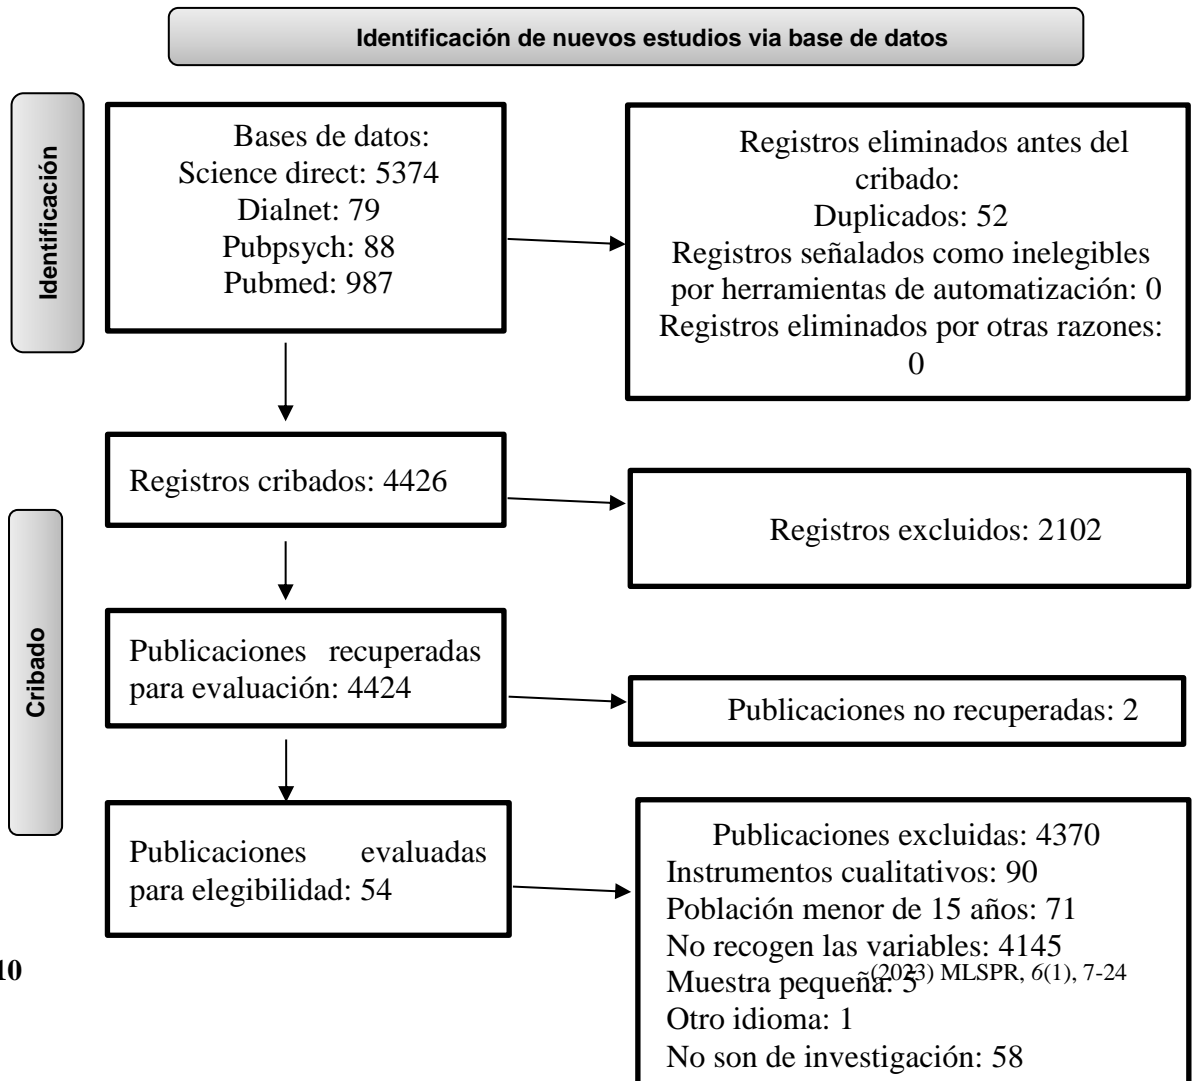 Identificación de nuevos estudios via base de datos
Identificación
Bases de datos:
Science direct: 5374
Dialnet: 79
Pubpsych: 88
Pubmed: 987
Registros eliminados antes del
cribado:
Duplicados: 52
Registros señalados como inelegibles
por herramientas de automatización: 0
Registros eliminados por otras razones:
0
Registros cribados: 4426
Registros excluidos: 2102
Cribado
Publicaciones recuperadas
para evaluación: 4424
Publicaciones no recuperadas: 2
Publicaciones evaluadas
para elegibilidad: 54
Publicaciones excluidas: 4370
Instrumentos cualitativos: 90
Población menor de 15 años: 71
No recogen las variables: 4145
Muestra pequeña: 5
Otro idioma: 1
No son de investigación: 58
10
(2023) MLSPR, 6(1), 7-24